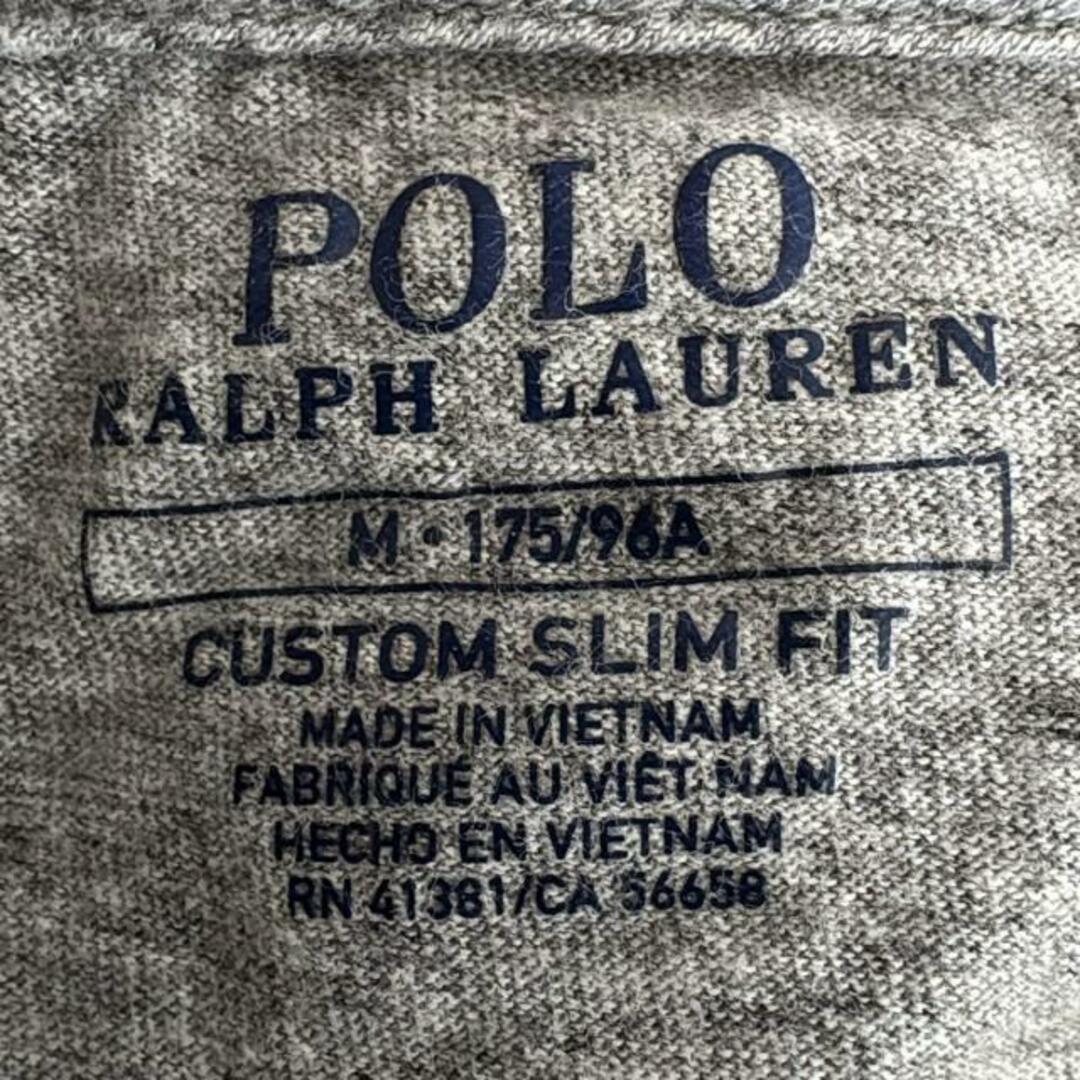 POLO
RALPH LAUREN
M • 175/96A
CUSTOM SLIM FIT
MADE IN VIETNAM
FABRIQUÉ AU VIÊT NAM
HECHO EN VIETNAM
RN 41381/CA 56658